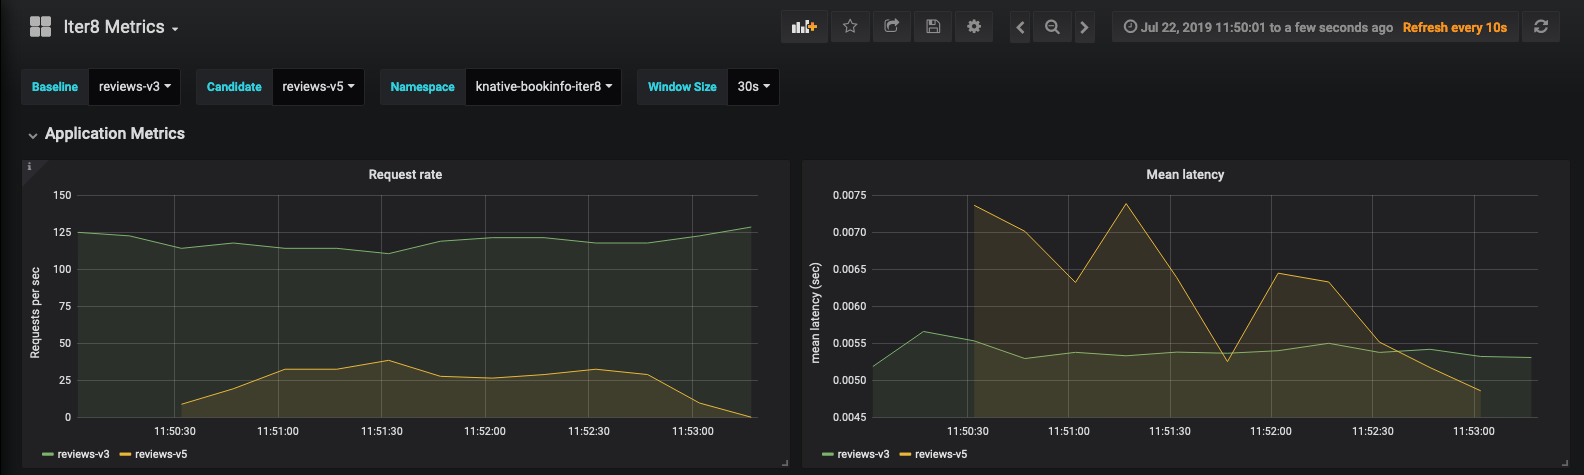 Iter8 Metrics
Jul 22, 2019 11:50:01 to a few seconds ago Refresh every 10s
Baseline reviews-v3 Candidate reviews-v5 Namespace knative-bookinfo-iter8 Window Size 30s
Application Metrics
i
Request rate
150
125
100
75
50
25
0
Requests per sec
11:50:30 11:51:00 11:51:30 11:52:00 11:52:30 11:53:00
reviews-v3 reviews-v5
Mean latency
0.0075
0.0070
0.0065
0.0060
0.0055
0.0050
0.0045
mean latency (sec)
11:50:30 11:51:00 11:51:30 11:52:00 11:52:30 11:53:00
reviews-v3 reviews-v5